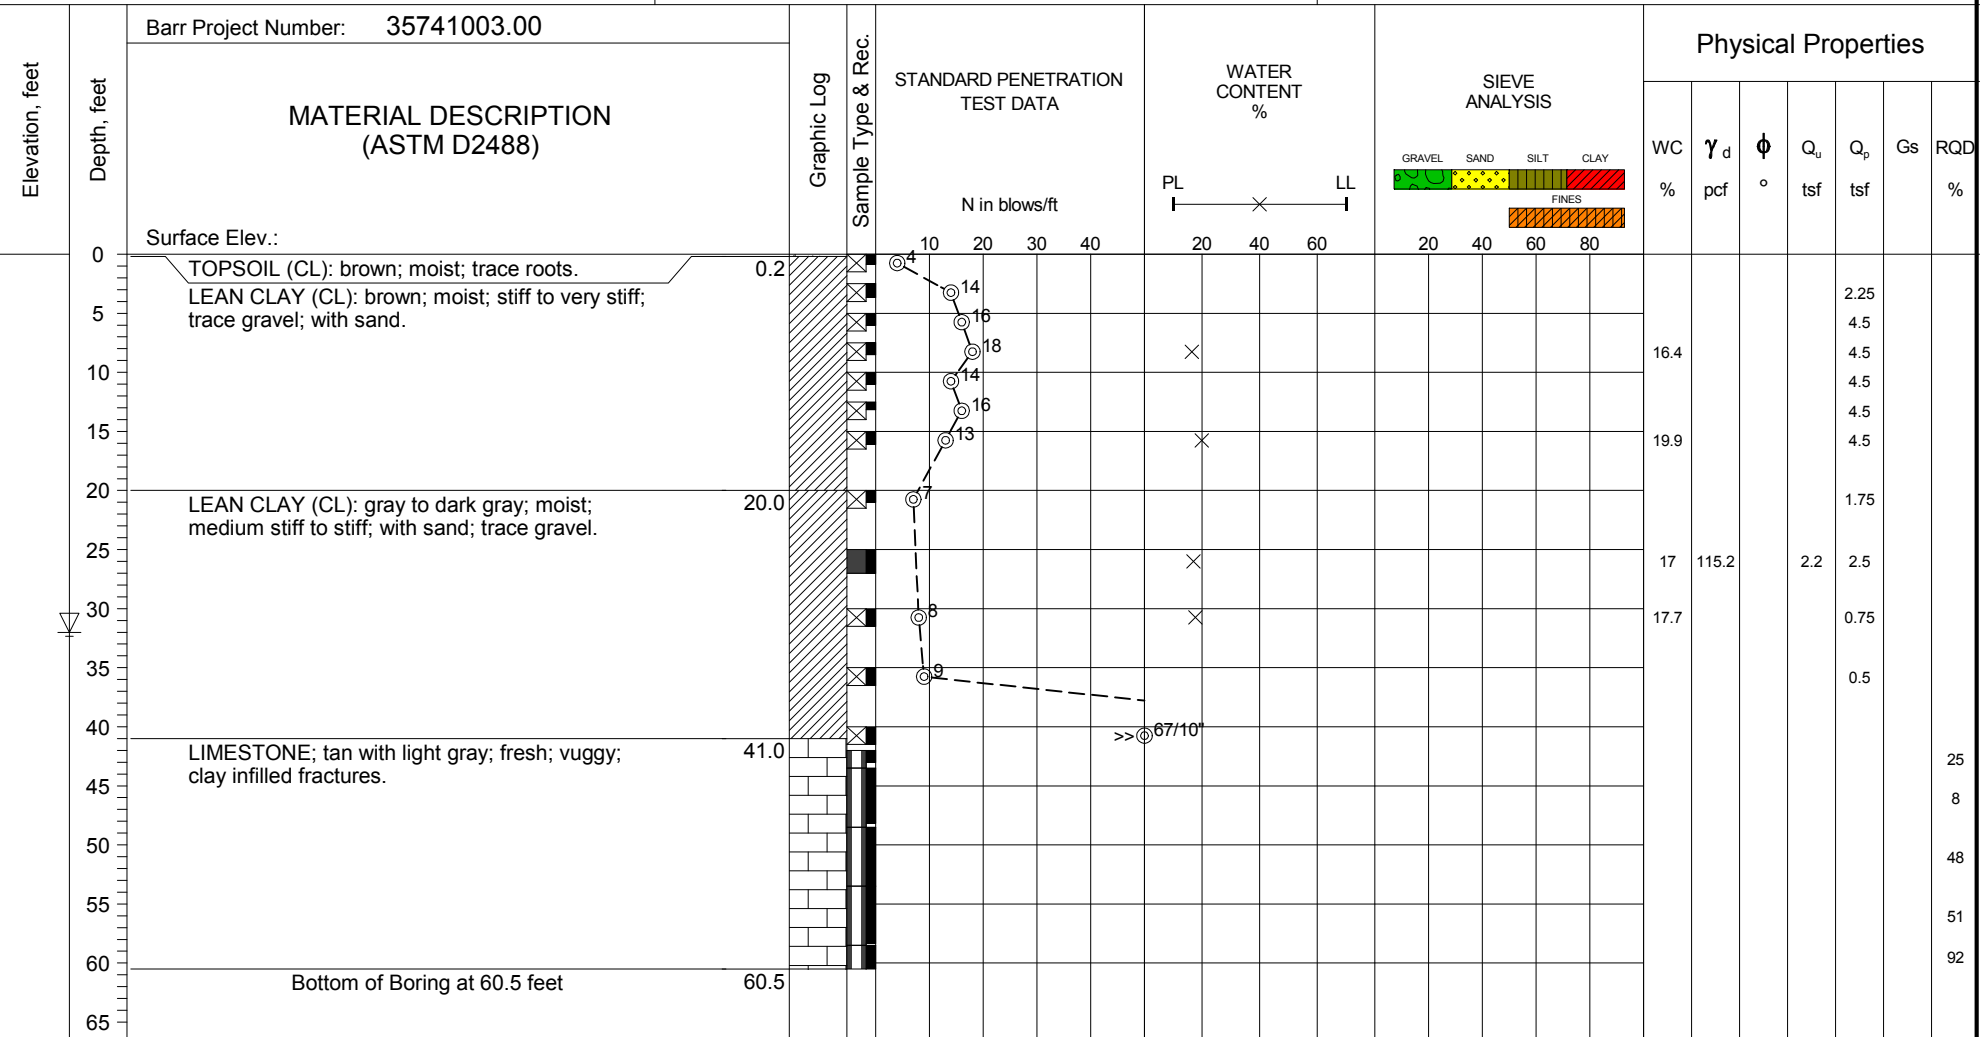 Barr Project Number: 35741003.00
Elevation, feet
Depth, feet
MATERIAL DESCRIPTION
(ASTM D2488)
Surface Elev.:
Graphic Log
Sample Type & Rec.
STANDARD PENETRATION
TEST DATA
N in blows/ft
10 20 30 40
WATER
CONTENT
%
PL LL
20 40 60
SIEVE
ANALYSIS
GRAVEL SAND SILT CLAY
FINES
20 40 60 80
Physical Properties
WC γd ϕ Qu Qp Gs RQD
% pcf ° tsf tsf %
0
TOPSOIL (CL): brown; moist; trace roots. 0.2
4
LEAN CLAY (CL): brown; moist; stiff to very stiff;
trace gravel; with sand.
14 2.25
5
16 4.5
18 16.4 4.5
10
14 4.5
16 4.5
15
13 19.9 4.5
20
LEAN CLAY (CL): gray to dark gray; moist; 20.0
medium stiff to stiff; with sand; trace gravel.
7 1.75
25
17 115.2 2.2 2.5
30
8 17.7 0.75
35
9 0.5
40
>> 67/10"
LIMESTONE; tan with light gray; fresh; vuggy; 41.0
clay infilled fractures.
25
45
8
50
48
55
51
60
92
Bottom of Boring at 60.5 feet 60.5
65